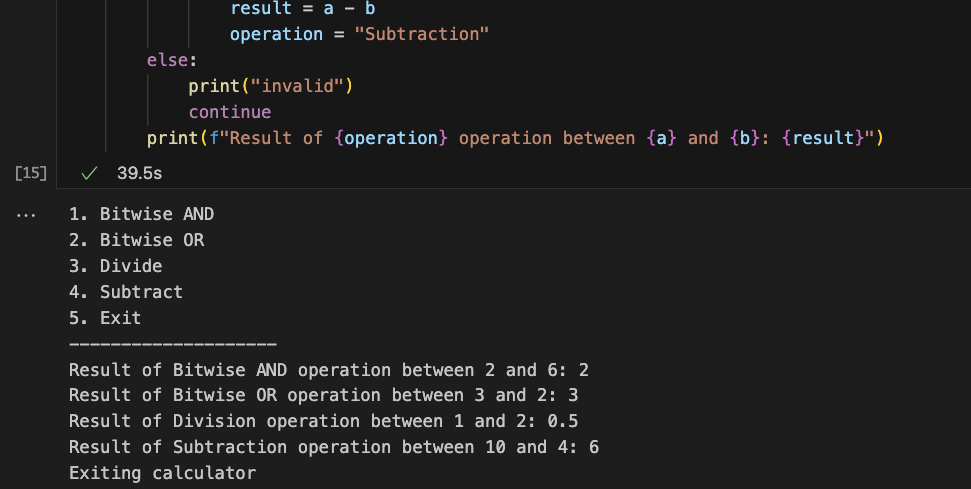 result = a - b
operation = "Subtraction"
else:
print("invalid")
continue
print(f"Result of {operation} operation between {a} and {b}: {result}")
[15] ✓ 39.5s
... 1. Bitwise AND
2. Bitwise OR
3. Divide
4. Subtract
5. Exit
--------------------
Result of Bitwise AND operation between 2 and 6: 2
Result of Bitwise OR operation between 3 and 2: 3
Result of Division operation between 1 and 2: 0.5
Result of Subtraction operation between 10 and 4: 6
Exiting calculator